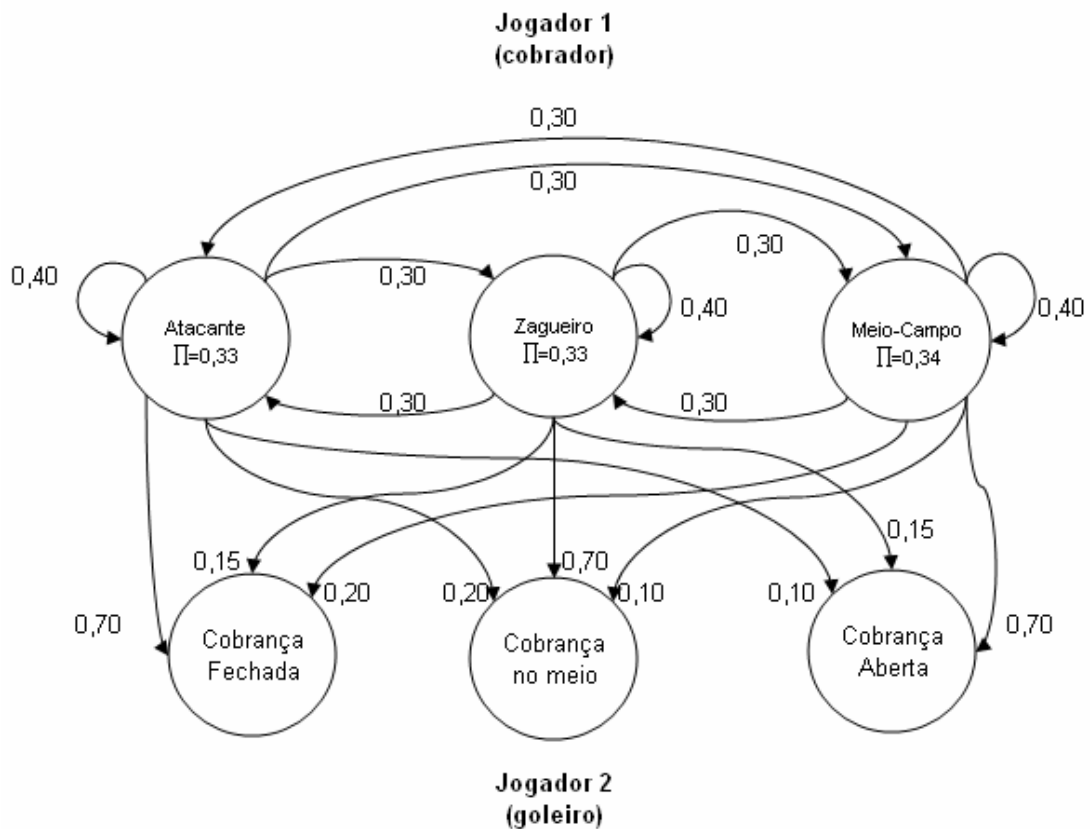 Jogador 1
(cobrador)
0,30
0,30
0,40
0,30
0,30
0,40
0,40
Atacante
∏=0,33
Zagueiro
∏=0,33
Meio-Campo
∏=0,34
0,30
0,30
0,15
0,20
0,20
0,70
0,10
0,10
0,15
0,70
0,70
Cobrança
Fechada
Cobrança
no meio
Cobrança
Aberta
Jogador 2
(goleiro)